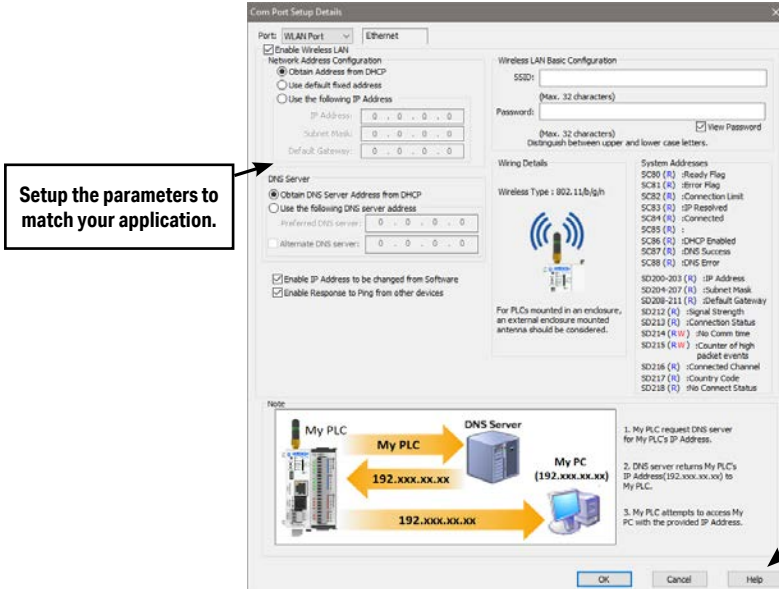 Com Port Setup Details
Port: WLAN Port Ethernet
Enable Wireless LAN
Network Address Configuration
Obtain Address from DHCP
Use default fixed address
Use the following IP Address
IP Address: 0 . 0 . 0 . 0
Subnet Mask: 0 . 0 . 0 . 0
Default Gateway: 0 . 0 . 0 . 0
DNS Server
Obtain DNS Server Address from DHCP
Use the following DNS server address
Preferred DNS server: 0 . 0 . 0 . 0
Alternate DNS server: 0 . 0 . 0 . 0
Enable IP Address to be changed from Software
Enable Response to Ping from other devices
Setup the parameters to
match your application.
Wireless LAN Basic Configuration
SSID:
(Max. 32 characters)
Password:
View Password
(Max. 32 characters)
Distinguish between upper and lower case letters.
Wiring Details
Wireless Type : 802.11/b/g/n
For PLCs mounted in an enclosure,
an external enclosure mounted
antenna should be considered.
System Addresses
SC80 (R) :Ready Flag
SC81 (R) :Error Flag
SC82 (R) :Connection Limit
SC83 (R) :IP Resolved
SC84 (R) :Connected
SC85 (R) :
SC86 (R) :DHCP Enabled
SC87 (R) :DNS Success
SC88 (R) :DNS Error
SD200-203 (R) :IP Address
SD204-207 (R) :Subnet Mask
SD208-211 (R) :Default Gateway
SD212 (R) :Signal Strength
SD213 (R) :Connection Status
SD214 (RW) :No Comm time
SD215 (RW) :Counter of high
packet events
SD216 (R) :Connected Channel
SD217 (R) :Country Code
SD218 (R) :No Connect Status
Note
My PLC
My PLC
DNS Server
192.xxx.xx.xx
My PC
(192.xxx.xx.xx)
192.xxx.xx.xx
1. My PLC request DNS server
for My PLC's IP Address.
2. DNS server returns My PLC's
IP Address(192.xxx.xx.xx) to
My PLC.
3. My PLC attempts to access My
PC with the provided IP Address.
OK Cancel Help